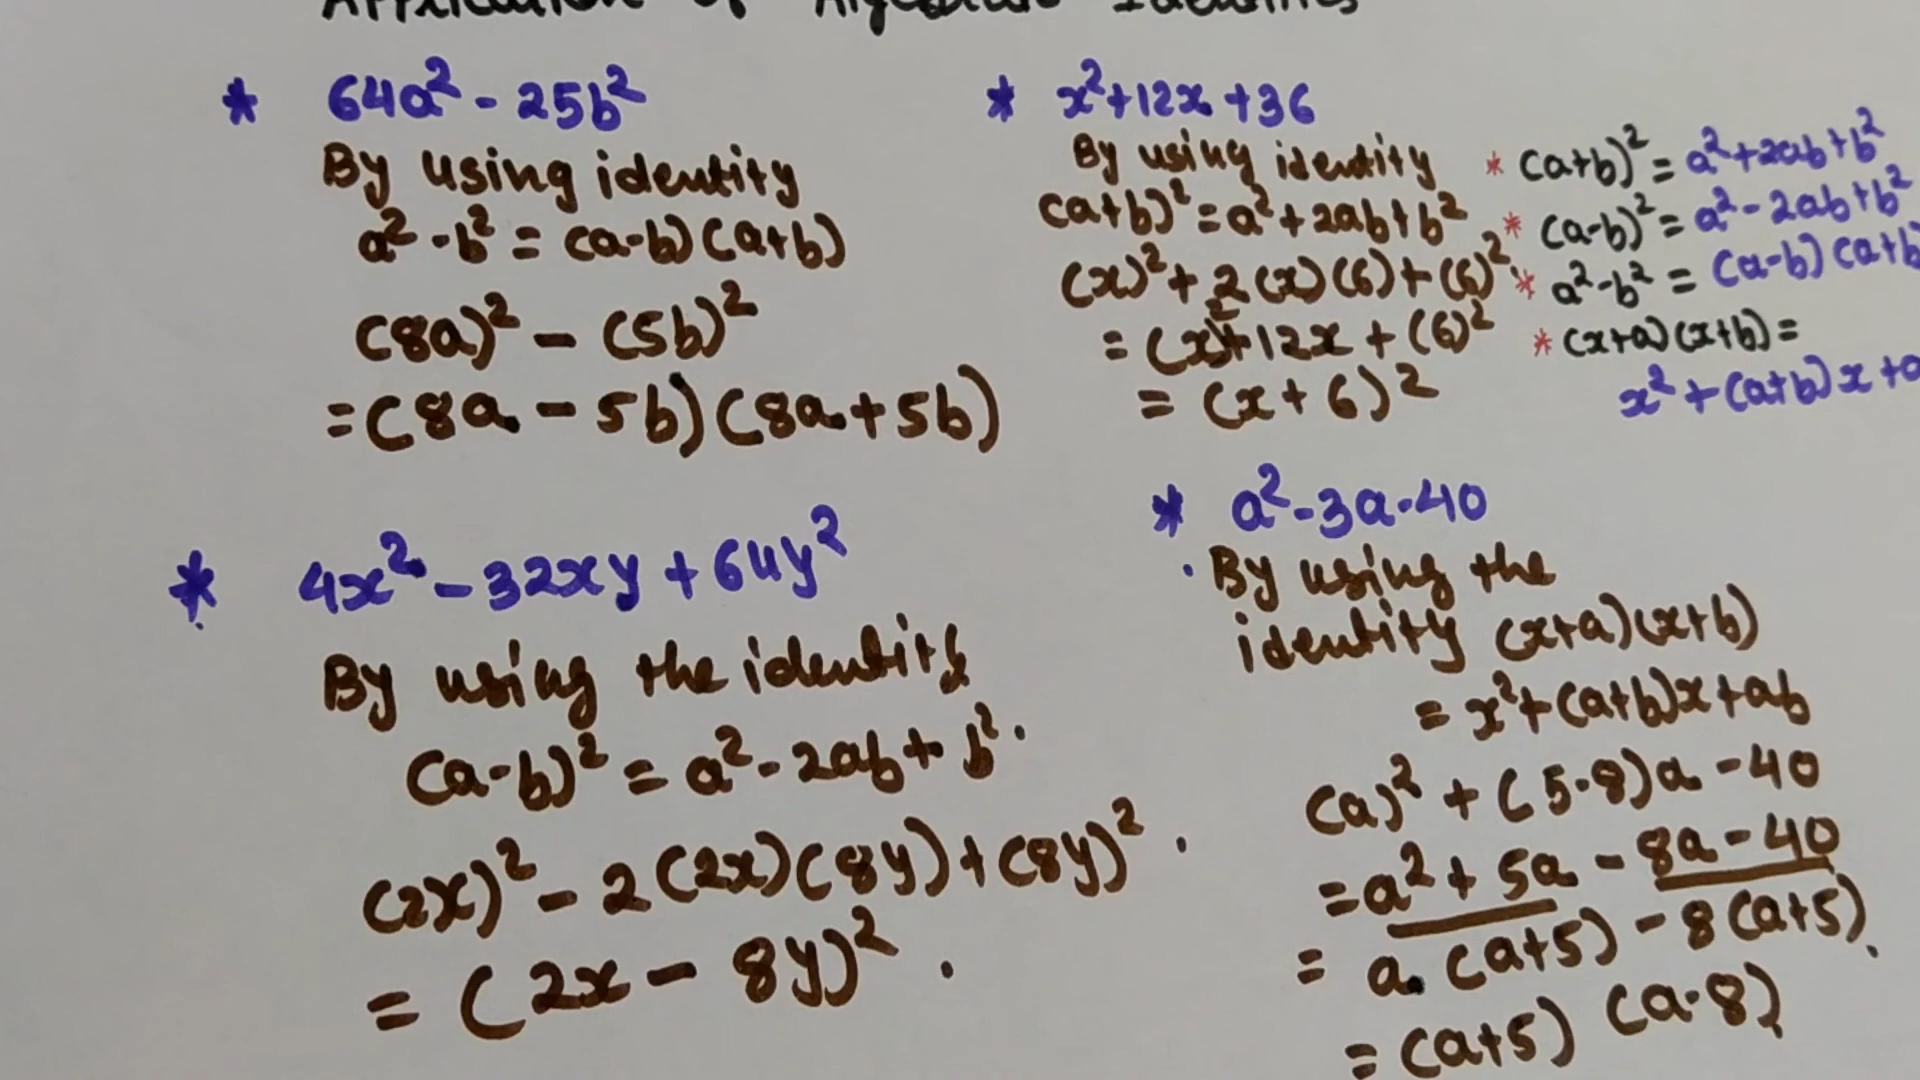 Application of Algebraic Identities
* 64a² - 25b²
By using identity
a² - b² = (a-b)(a+b)
(8a)² - (5b)²
= (8a - 5b)(8a + 5b)
* x² + 12x + 36
By using identity
(a+b)² = a² + 2ab + b²
(x)² + 2(x)(6) + (6)²
= (x)² + 12x + (6)²
= (x + 6)²
* (a+b)² = a² + 2ab + b²
* (a-b)² = a² - 2ab + b²
* a² - b² = (a-b)(a+b
* (x+a)(x+b) =
x² + (a+b)x + a
* 4x² - 32xy + 64y²
By using the identity
(a-b)² = a² - 2ab + b².
(2x)² - 2(2x)(8y) + (8y)².
= (2x - 8y)².
* a² - 3a - 40
. By using the
identity (x+a)(x+b)
= x² + (a+b)x + ab
(a)² + (5-8)a - 40
= a² + 5a - 8a - 40
= a.(a+5) - 8(a+5).
= (a+5)(a-8)